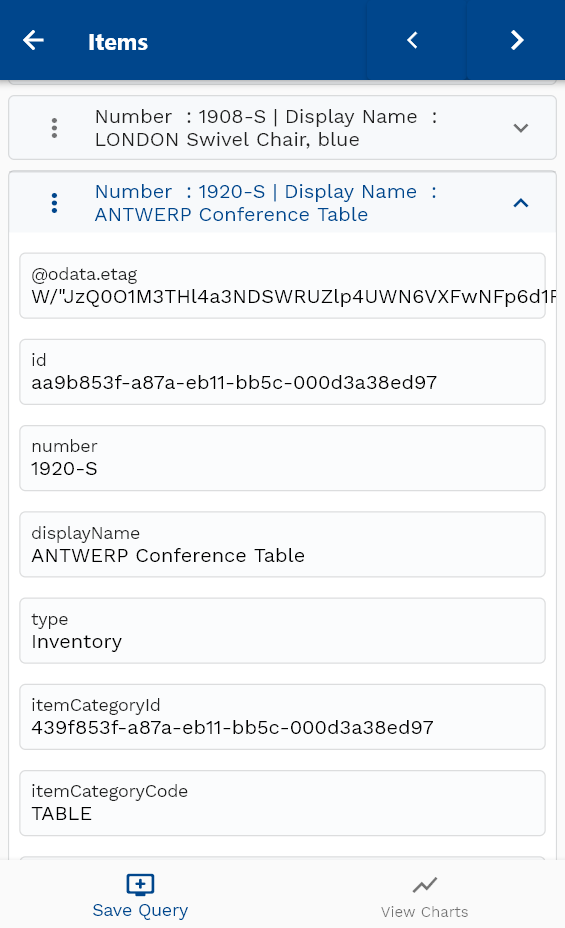 Items
Number : 1908-S | Display Name :
LONDON Swivel Chair, blue
Number : 1920-S | Display Name :
ANTWERP Conference Table
@odata.etag
id
aa9b853f-a87a-eb11-bb5c-000d3a38ed97
number
1920-S
displayName
ANTWERP Conference Table
type
Inventory
itemCategoryId
439f853f-a87a-eb11-bb5c-000d3a38ed97
itemCategoryCode
TABLE
Save Query
View Charts